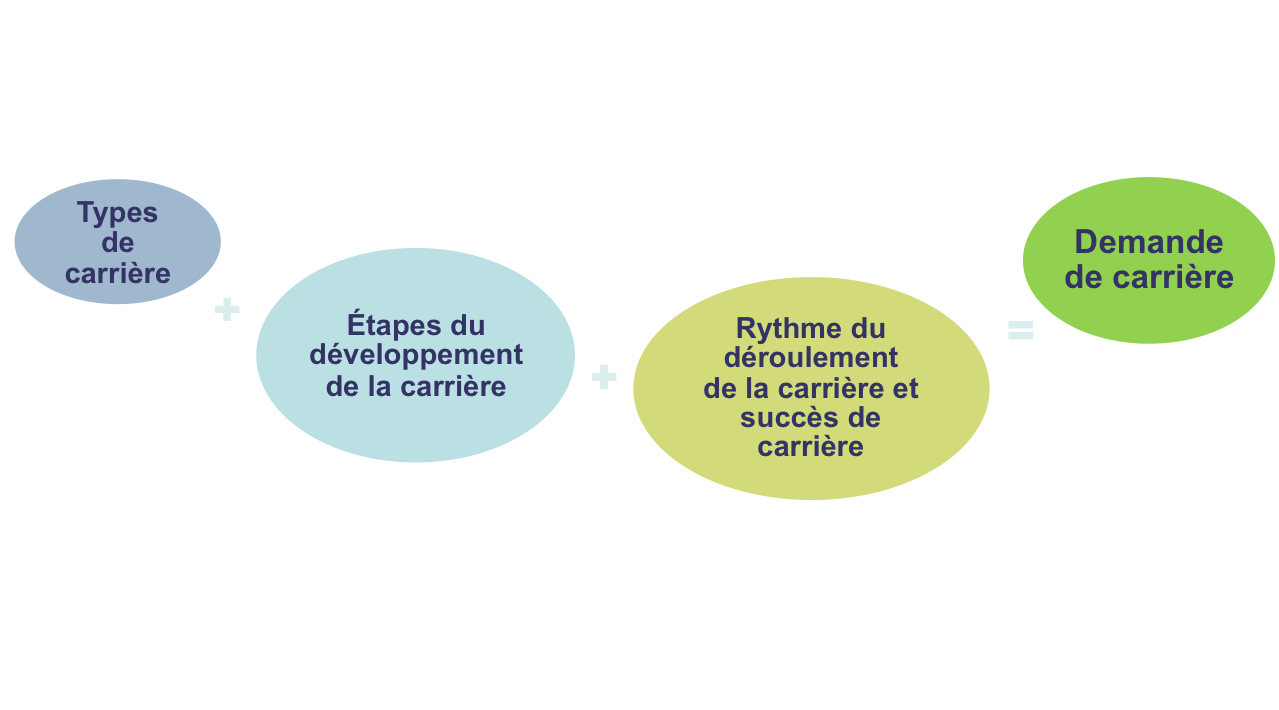 Types
de
carrière
+
Étapes du
développement
de la carrière
+
Rythme du
déroulement
de la carrière et
succès de
carrière
=
Demande
de carrière